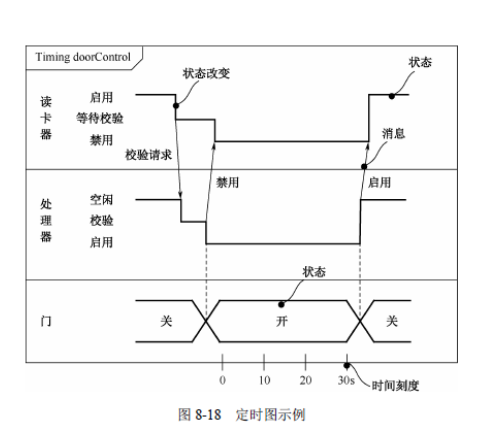 Timing doorControl
状态
状态改变
读卡器
启用
等待校验
禁用
消息
校验请求
禁用
启用
处理器
空闲
校验
启用
状态
门
关
开
关
0 10 20 30s
时间刻度
图 8-18 定时图示例